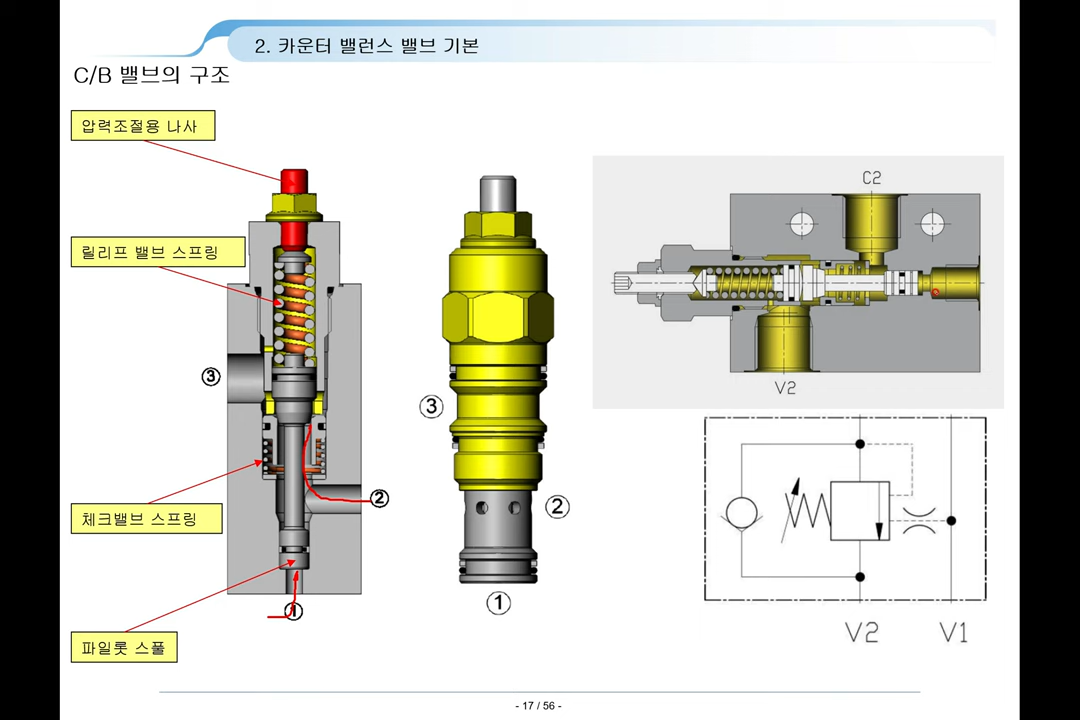 2. 카운터 밸런스 밸브 기본
C/B 밸브의 구조
압력조절용 나사
릴리프 밸브 스프링
체크밸브 스프링
파일롯 스풀
③
②
①
③
②
①
C2
V2
V2 V1
- 17 / 56 -